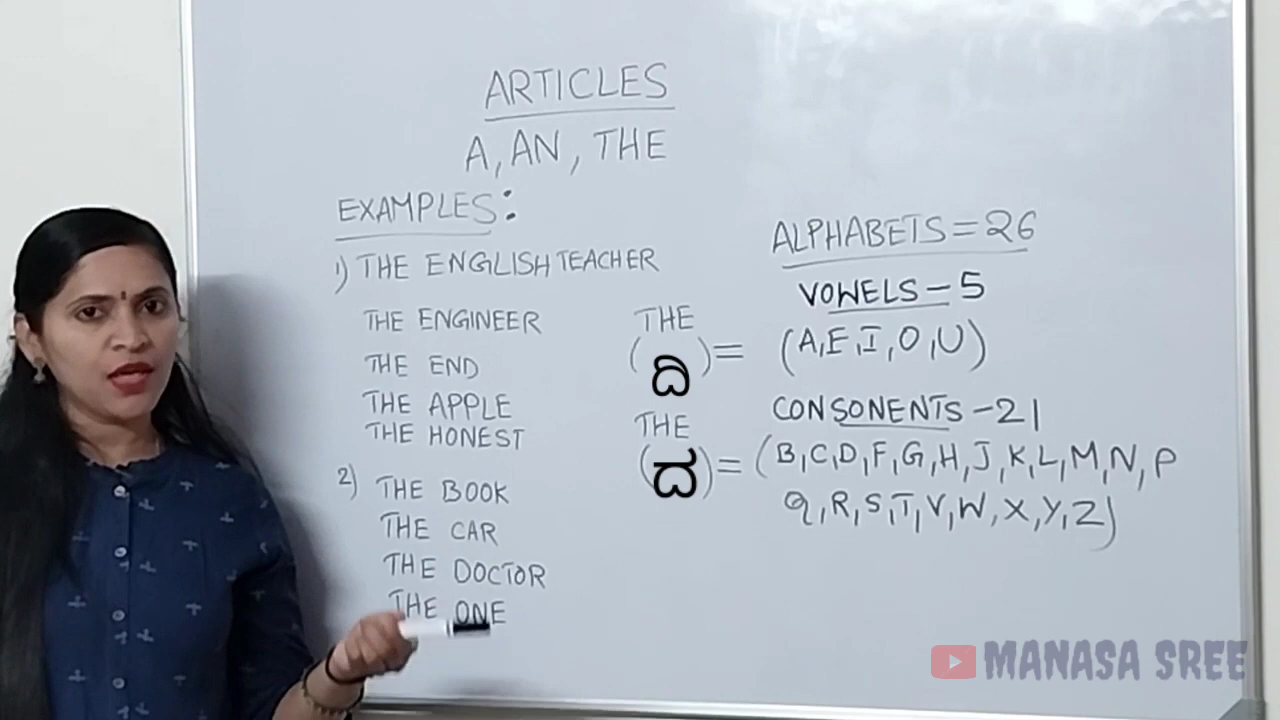 ARTICLES
A, AN, THE
EXAMPLES:
1) THE ENGLISH TEACHER
THE ENGINEER
THE END
THE APPLE
THE HONEST
2) THE BOOK
THE CAR
THE DOCTOR
THE ONE
ALPHABETS = 26
VOWELS - 5
THE
(ದಿ) = (A, E, I, O, U)
CONSONENTS - 21
THE
(ದ) = (B, C, D, F, G, H, J, K, L, M, N, P
Q, R, S, T, V, W, X, Y, Z)
MANASA SREE